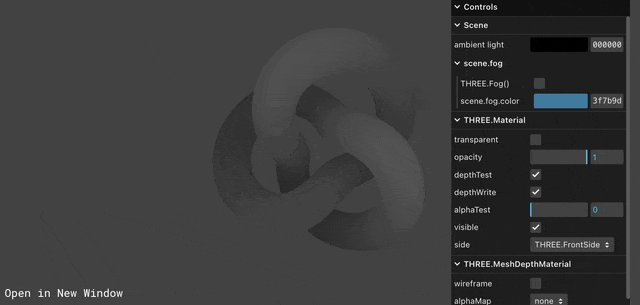 Controls
Scene
ambient light 000000
scene.fog
THREE.Fog()
scene.fog.color 3f7b9d
THREE.Material
transparent
opacity 1
depthTest
depthWrite
alphaTest 0
visible
side THREE.FrontSide
THREE.MeshDepthMaterial
wireframe
alphaMap none
Open in New Window